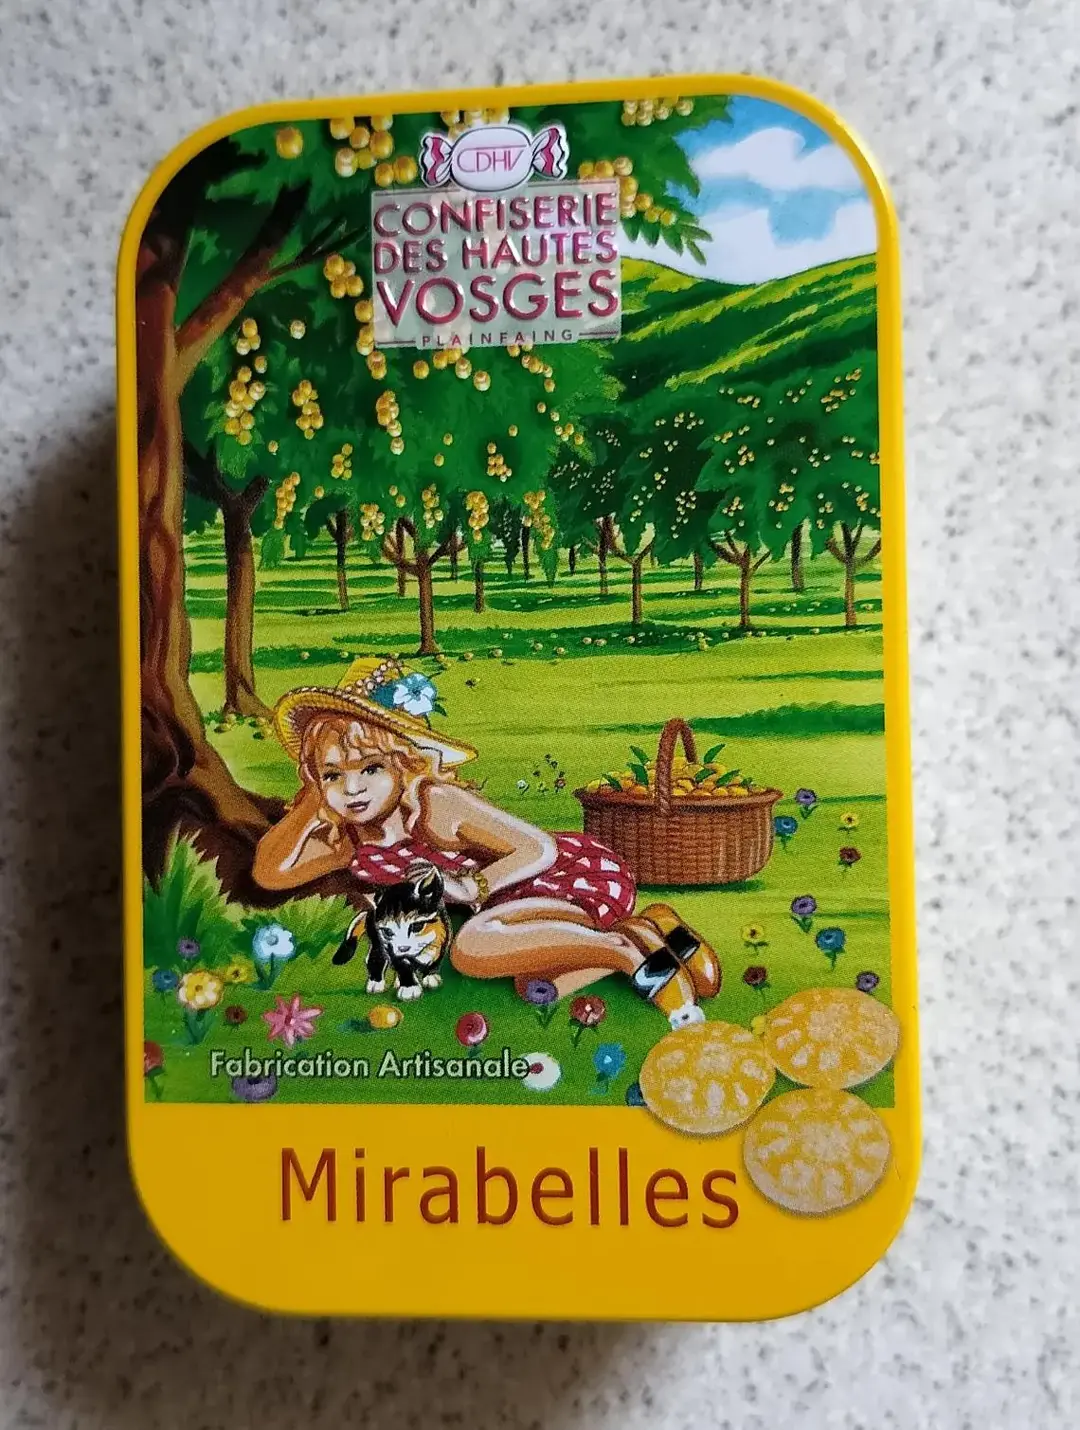 CDHV
CONFISERIE
DES HAUTES
VOSGES
PLAINFAING
Fabrication Artisanale
Mirabelles